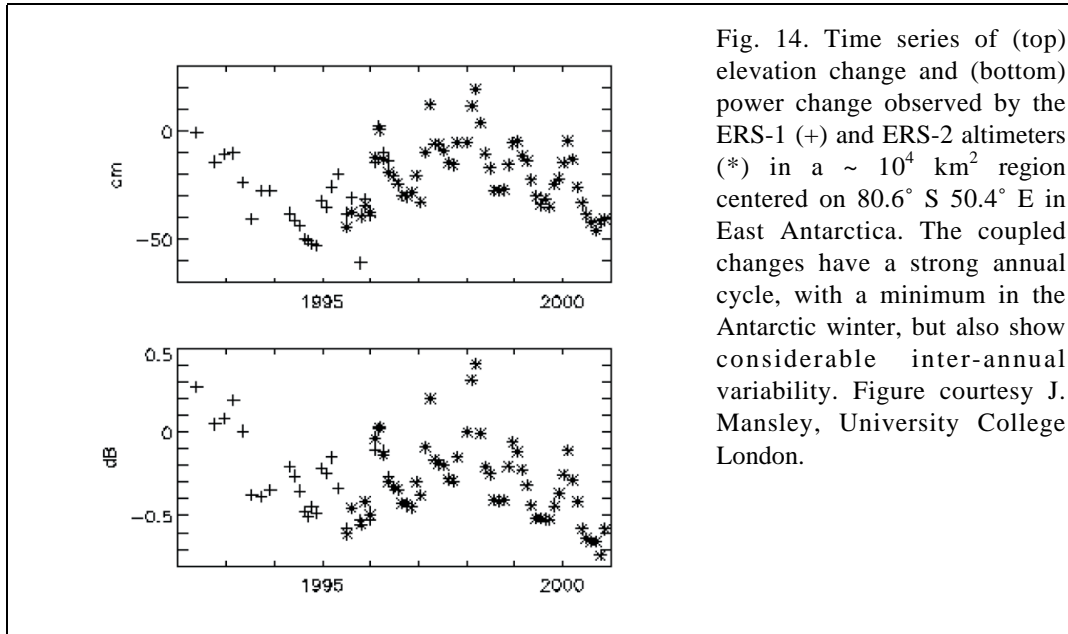 0
cm
−50
1995
2000
0.5
0
dB
−0.5
1995
2000
Fig. 14. Time series of (top)
elevation change and (bottom)
power change observed by the
ERS-1 (+) and ERS-2 altimeters
(*) in a ~ 10⁴ km² region
centered on 80.6˚ S 50.4˚ E in
East Antarctica. The coupled
changes have a strong annual
cycle, with a minimum in the
Antarctic winter, but also show
considerable inter-annual
variability. Figure courtesy J.
Mansley, University College
London.